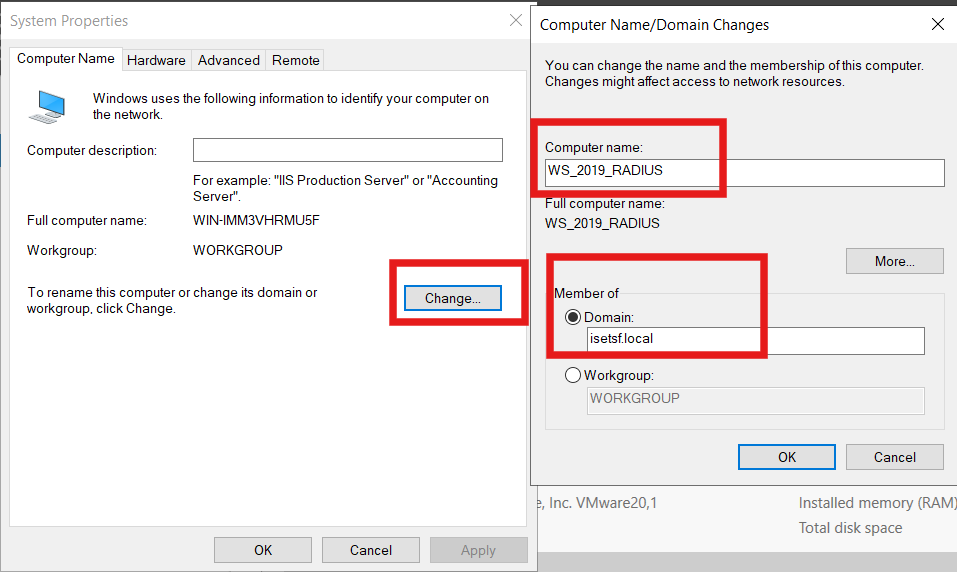 System Properties
Computer Name Hardware Advanced Remote
Windows uses the following information to identify your computer on
the network.
Computer description:
For example: "IIS Production Server" or "Accounting
Server".
Full computer name: WIN-IMM3VHRMU5F
Workgroup: WORKGROUP
To rename this computer or change its domain or
workgroup, click Change.
Change...
OK Cancel Apply
Computer Name/Domain Changes
You can change the name and the membership of this computer.
Changes might affect access to network resources.
Computer name:
WS_2019_RADIUS
Full computer name:
WS_2019_RADIUS
More...
Member of
Domain:
isetsf.local
Workgroup:
WORKGROUP
OK Cancel
, Inc. VMware20,1
Installed memory (RAM)
Total disk space